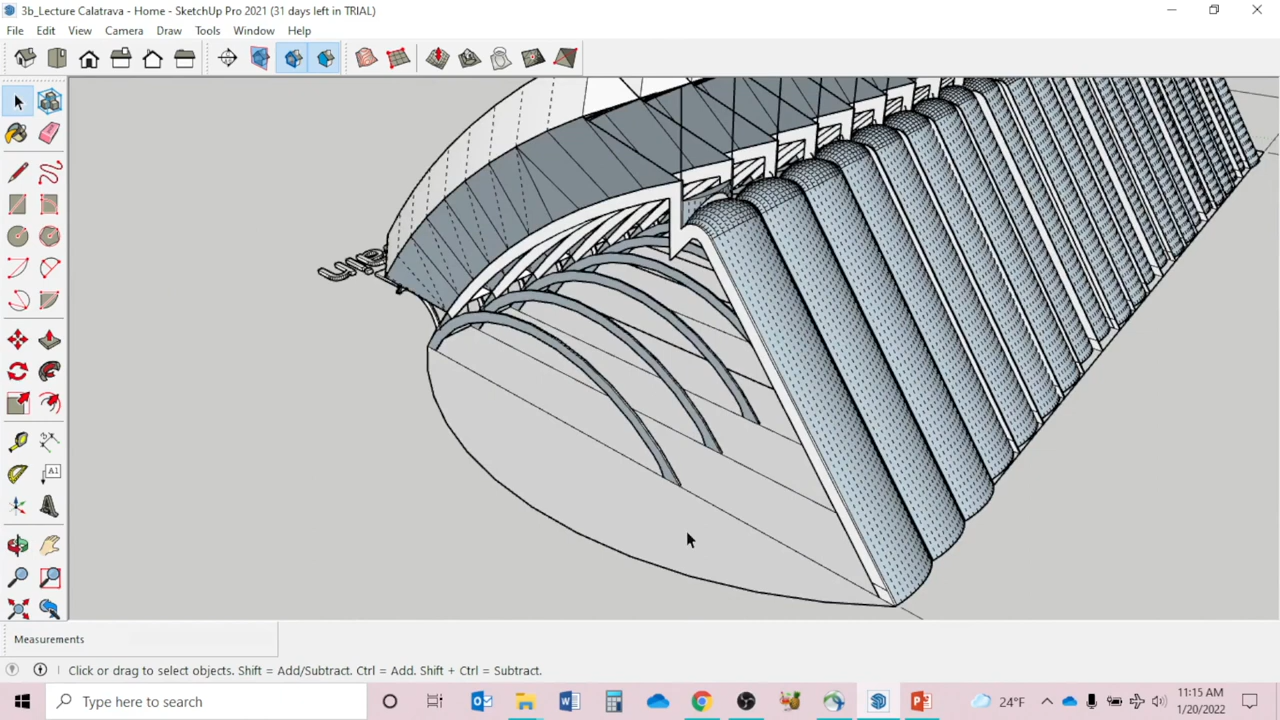 3b_Lecture Calatrava - Home - SketchUp Pro 2021 (31 days left in TRIAL)
File Edit View Camera Draw Tools Window Help
A1
Measurements
Click or drag to select objects. Shift = Add/Subtract. Ctrl = Add. Shift + Ctrl = Subtract.
Type here to search
24°F
11:15 AM
1/20/2022